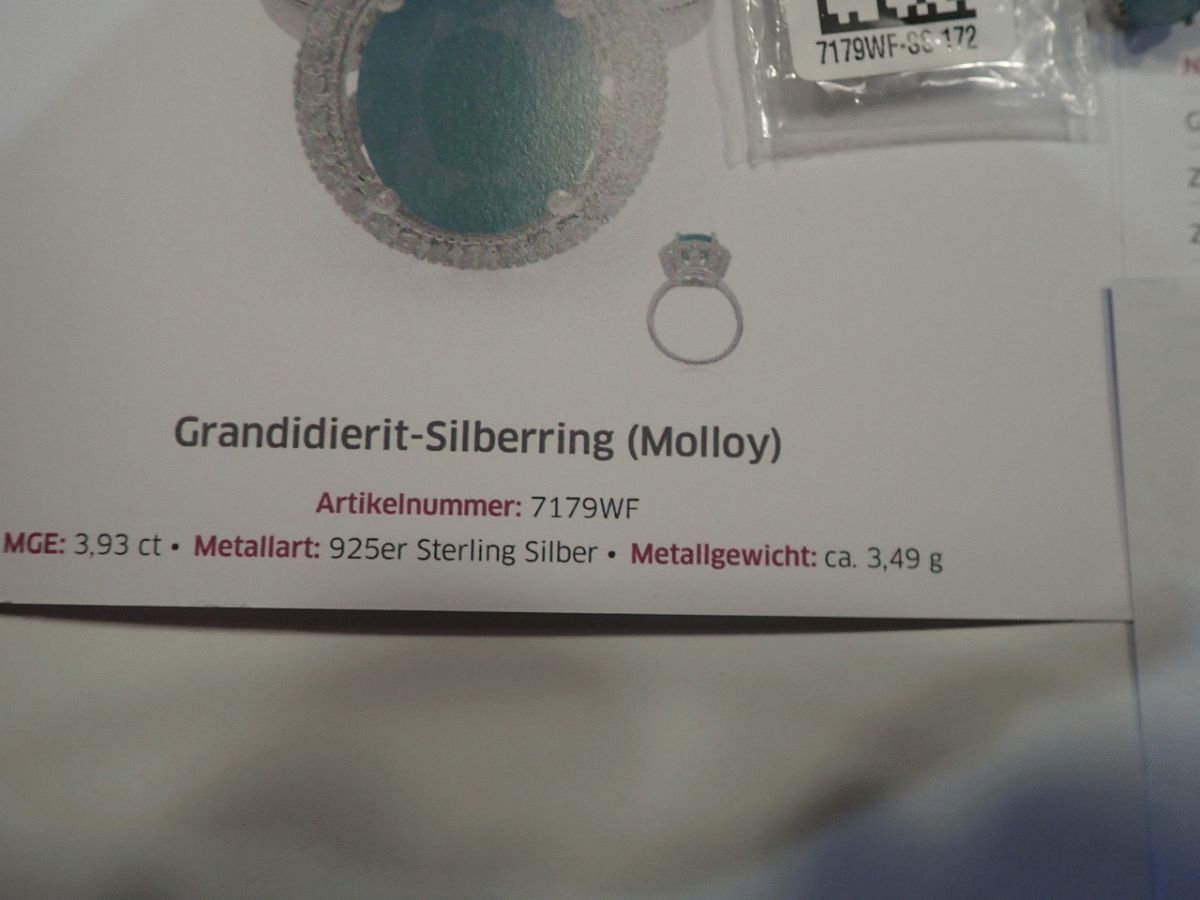 7179WF-SS-172
Grandidierit-Silberring (Molloy)
Artikelnummer: 7179WF
MGE: 3,93 ct • Metallart: 925er Sterling Silber • Metallgewicht: ca. 3,49 g